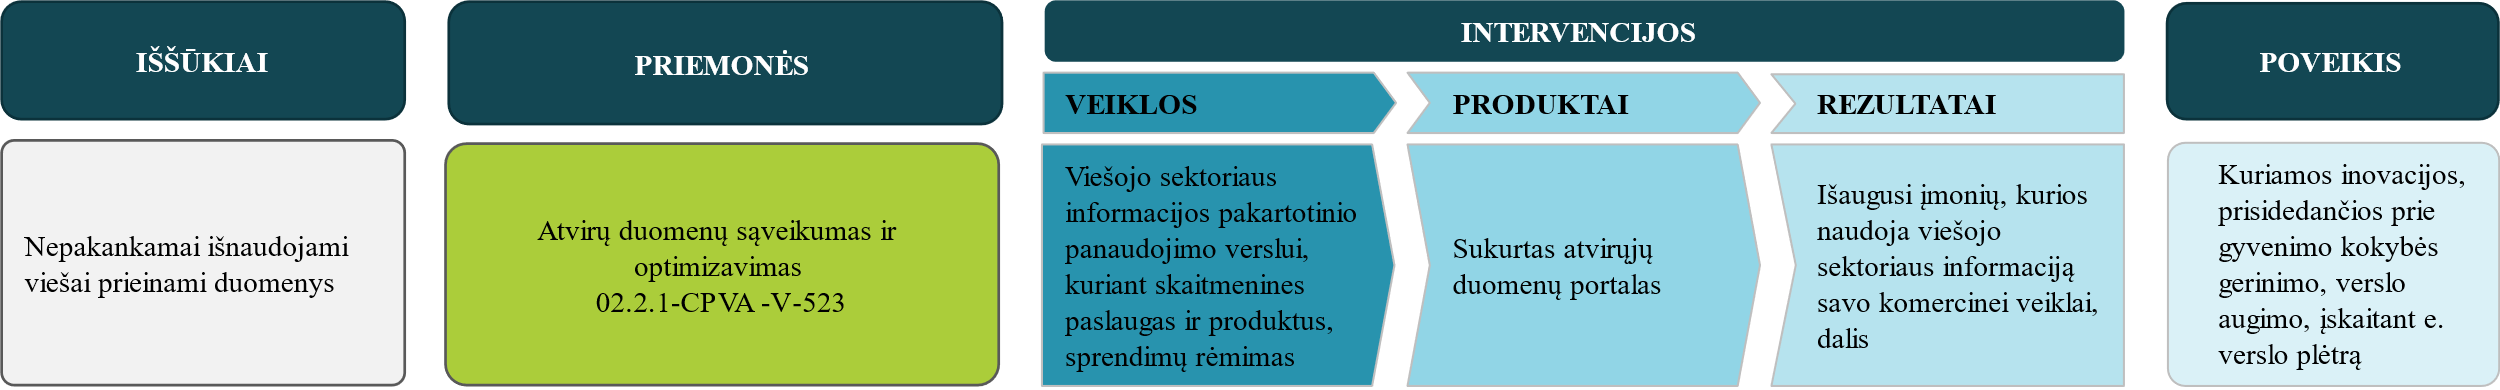 IŠŠŪKIAI
PRIEMONĖS
INTERVENCIJOS
VEIKLOS
PRODUKTAI
REZULTATAI
POVEIKIS
Nepakankamai išnaudojami
viešai prieinami duomenys
Atvirų duomenų sąveikumas ir
optimizavimas
02.2.1-CPVA -V-523
Viešojo sektoriaus
informacijos pakartotinio
panaudojimo verslui,
kuriant skaitmenines
paslaugas ir produktus,
sprendimų rėmimas
Sukurtas atvirųjų
duomenų portalas
Išaugusi įmonių, kurios
naudoja viešojo
sektoriaus informaciją
savo komercinei veiklai,
dalis
Kuriamos inovacijos,
prisidedančios prie
gyvenimo kokybės
gerinimo, verslo
augimo, įskaitant e.
verslo plėtrą